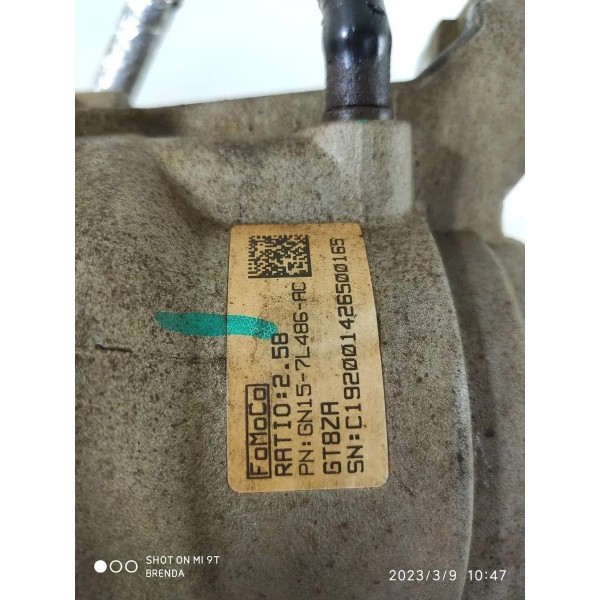 FoMoCo
RATIO:2.58
PN:GN15-7L486-AC
GT8ZA
SN:C192001426500165
SHOT ON MI 9T
BRENDA
2023/3/9 10:47